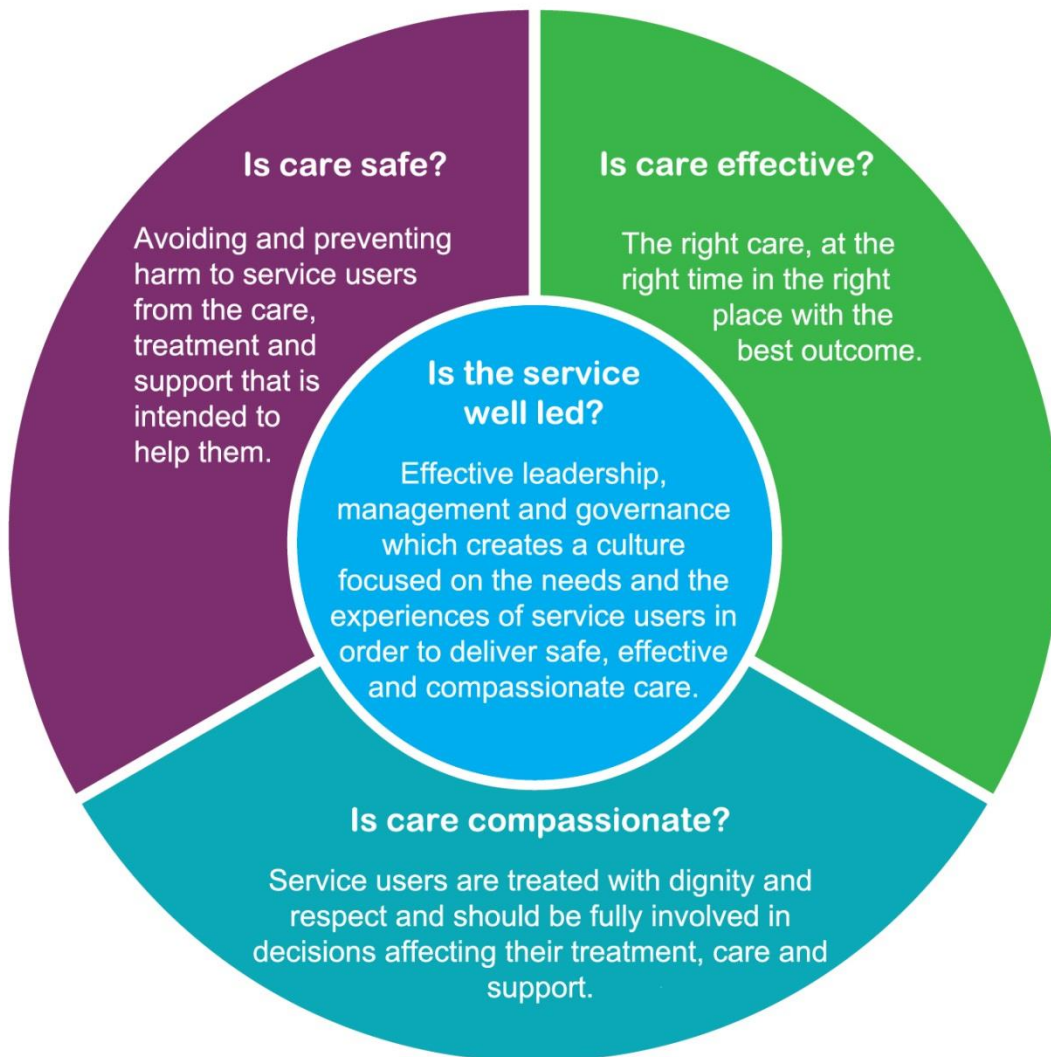 Is care safe?
Avoiding and preventing
harm to service users
from the care,
treatment and
support that is
intended to
help them.
Is care effective?
The right care, at the
right time in the right
place with the
best outcome.
Is the service
well led?
Effective leadership,
management and governance
which creates a culture
focused on the needs and the
experiences of service users in
order to deliver safe, effective
and compassionate care.
Is care compassionate?
Service users are treated with dignity and
respect and should be fully involved in
decisions affecting their treatment, care and
support.